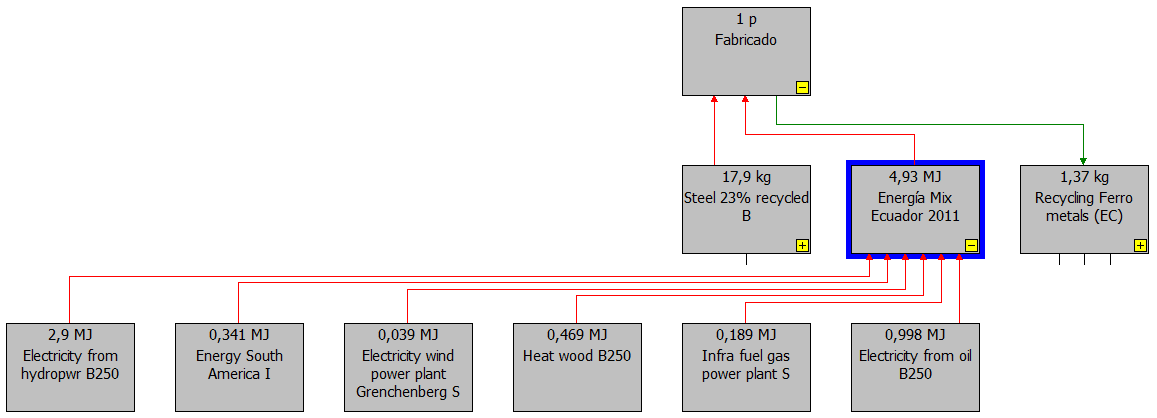 1 p
Fabricado
17,9 kg
Steel 23% recycled
B
4,93 MJ
Energía Mix
Ecuador 2011
1,37 kg
Recycling Ferro
metals (EC)
2,9 MJ
Electricity from
hydropwr B250
0,341 MJ
Energy South
America I
0,039 MJ
Electricity wind
power plant
Grenchenberg S
0,469 MJ
Heat wood B250
0,189 MJ
Infra fuel gas
power plant S
0,998 MJ
Electricity from oil
B250